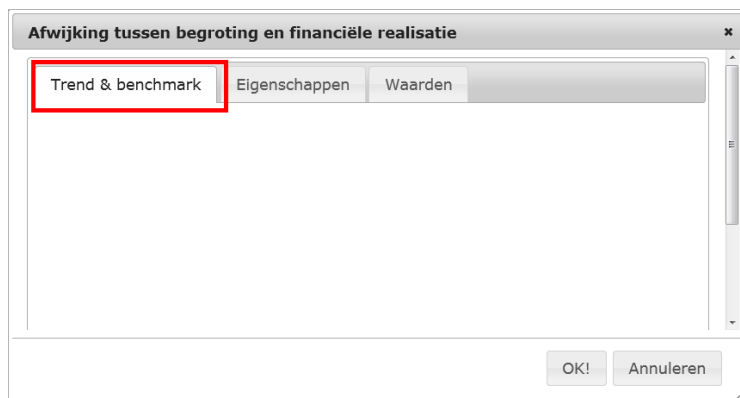 Afwijking tussen begroting en financiële realisatie
Trend & benchmark Eigenschappen Waarden
OK! Annuleren